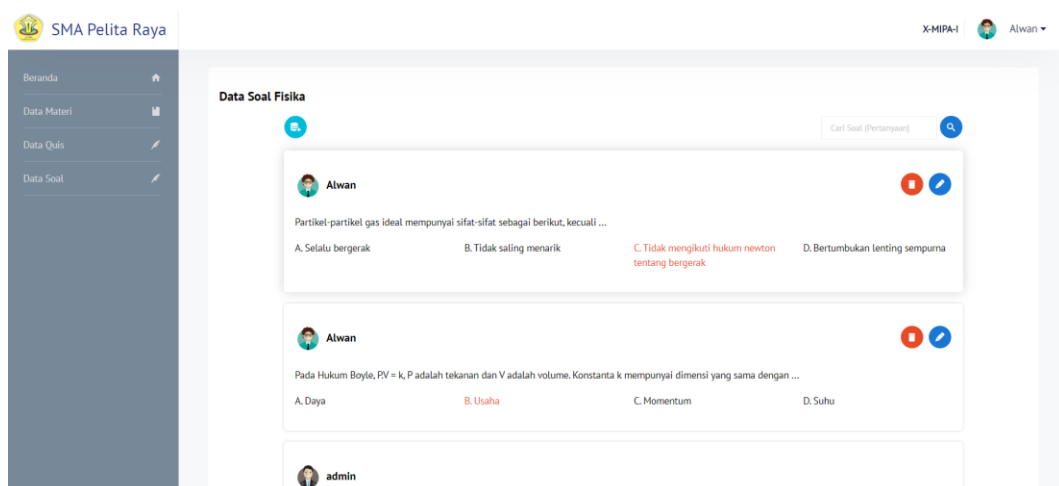 SMA Pelita Raya
X-MIPA-I
Alwan
Beranda
Data Materi
Data Quis
Data Soal
Data Soal Fisika
Cari Soal (Pertanyaan)
Alwan
Partikel-partikel gas ideal mempunyai sifat-sifat sebagai berikut, kecuali ...
A. Selalu bergerak
B. Tidak saling menarik
C. Tidak mengikuti hukum newton
tentang bergerak
D. Bertumbukan lenting sempurna
Alwan
Pada Hukum Boyle, P.V = k, P adalah tekanan dan V adalah volume. Konstanta k mempunyai dimensi yang sama dengan ...
A. Daya
B. Usaha
C. Momentum
D. Suhu
admin